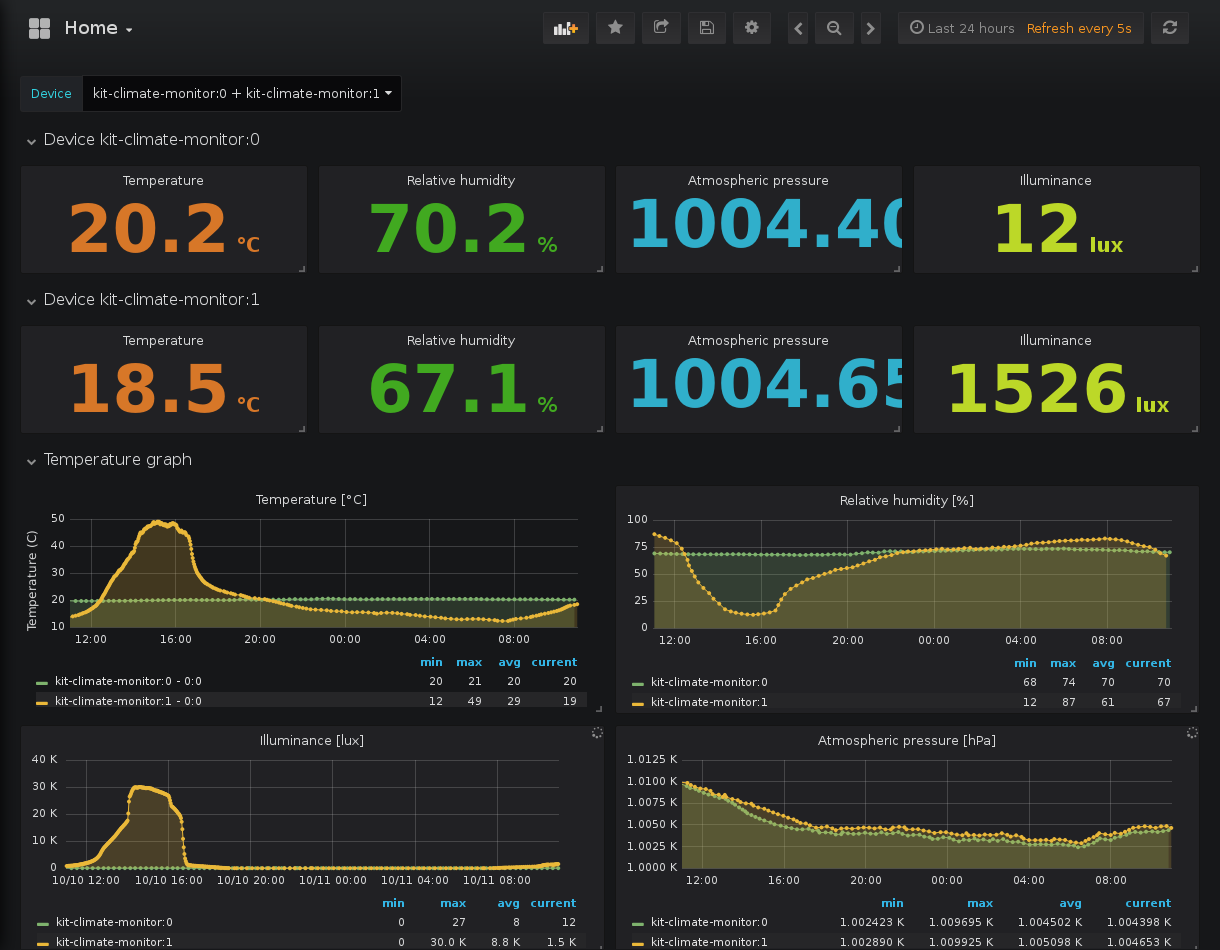 Home
Last 24 hours Refresh every 5s
Device kit-climate-monitor:0 + kit-climate-monitor:1
Device kit-climate-monitor:0
Temperature Relative humidity Atmospheric pressure Illuminance
20.2 °C 70.2 % 1004.40 12 lux
Device kit-climate-monitor:1
Temperature Relative humidity Atmospheric pressure Illuminance
18.5 °C 67.1 % 1004.65 1526 lux
Temperature graph
Temperature [°C]
Temperature (C)
50
40
30
20
10
12:00 16:00 20:00 00:00 04:00 08:00
min max avg current
kit-climate-monitor:0 - 0:0 20 21 20 20
kit-climate-monitor:1 - 0:0 12 49 29 19
Relative humidity [%]
100
75
50
25
0
12:00 16:00 20:00 00:00 04:00 08:00
min max avg current
kit-climate-monitor:0 68 74 70 70
kit-climate-monitor:1 12 87 61 67
Illuminance [lux]
40 K
30 K
20 K
10 K
0
10/10 12:00 10/10 16:00 10/10 20:00 10/11 00:00 10/11 04:00 10/11 08:00
min max avg current
kit-climate-monitor:0 0 27 8 12
kit-climate-monitor:1 0 30.0 K 8.8 K 1.5 K
Atmospheric pressure [hPa]
1.0125 K
1.0100 K
1.0075 K
1.0050 K
1.0025 K
1.0000 K
12:00 16:00 20:00 00:00 04:00 08:00
min max avg current
kit-climate-monitor:0 1.002423 K 1.009695 K 1.004502 K 1.004398 K
kit-climate-monitor:1 1.002890 K 1.009925 K 1.005098 K 1.004653 K